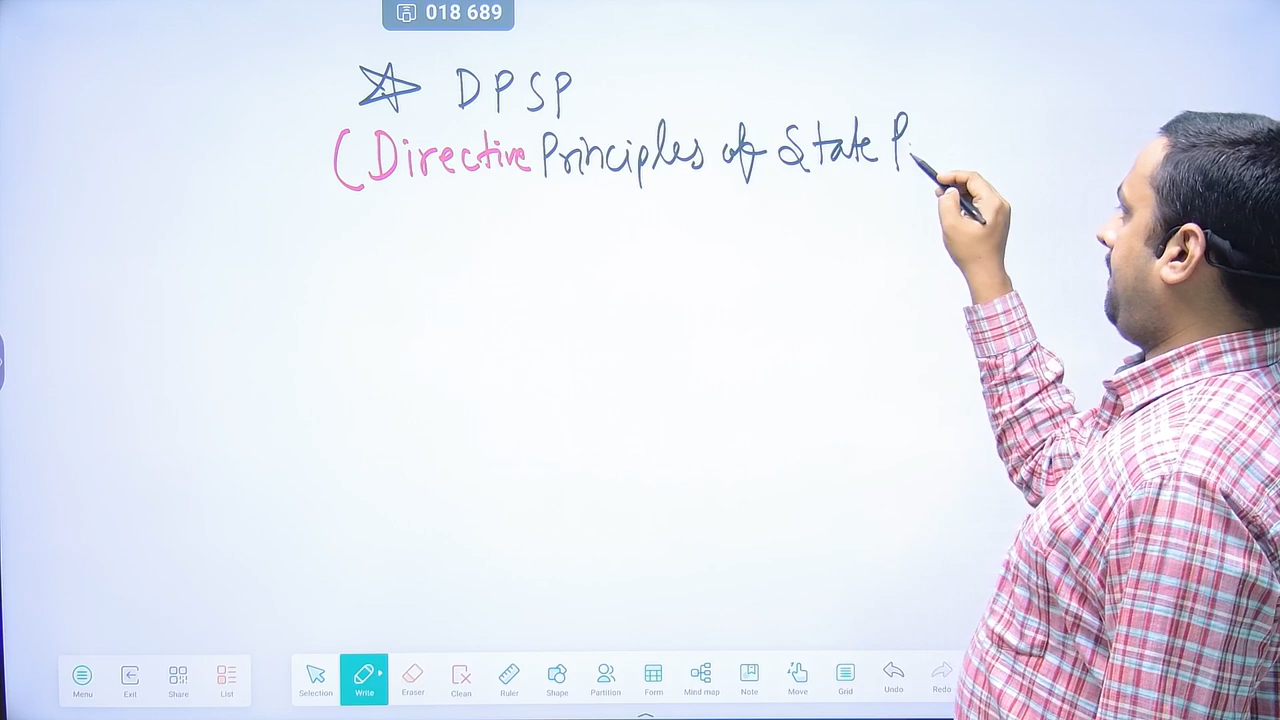 018 689
DPSP
(Directive Principles of State P
Menu Exit Share List Selection Write Eraser Clean Ruler Shape Partition Form Mind map Note Move Grid Undo Redo